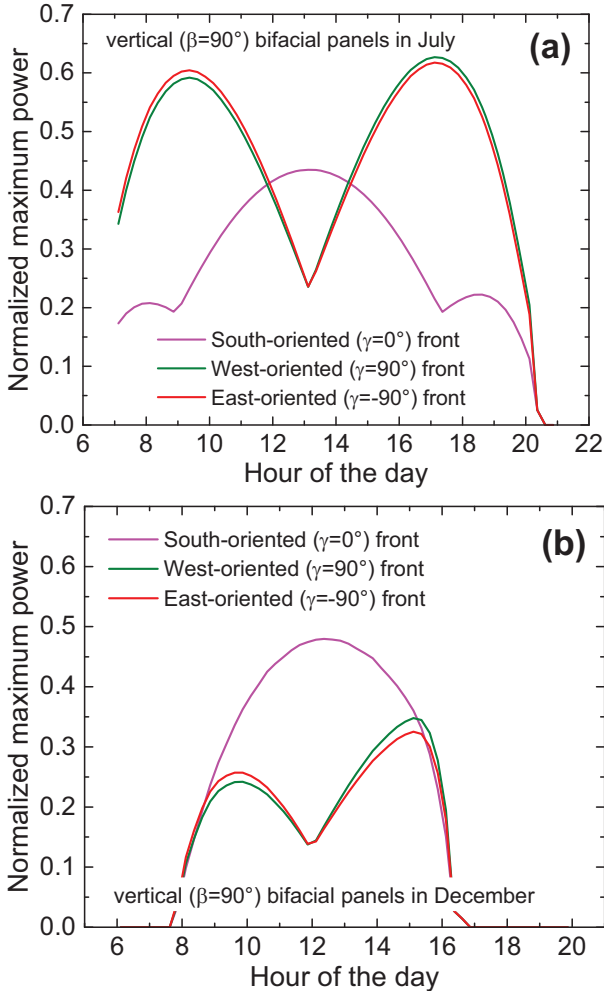 vertical (β=90°) bifacial panels in July
(a)
0.7
0.6
0.5
0.4
0.3
0.2
0.1
0.0
Normalized maximum power
South-oriented (γ=0°) front
West-oriented (γ=90°) front
East-oriented (γ=-90°) front
6 8 10 12 14 16 18 20 22
Hour of the day
(b)
0.7
0.6
0.5
0.4
0.3
0.2
0.1
0.0
Normalized maximum power
South-oriented (γ=0°) front
West-oriented (γ=90°) front
East-oriented (γ=-90°) front
vertical (β=90°) bifacial panels in December
6 8 10 12 14 16 18 20
Hour of the day